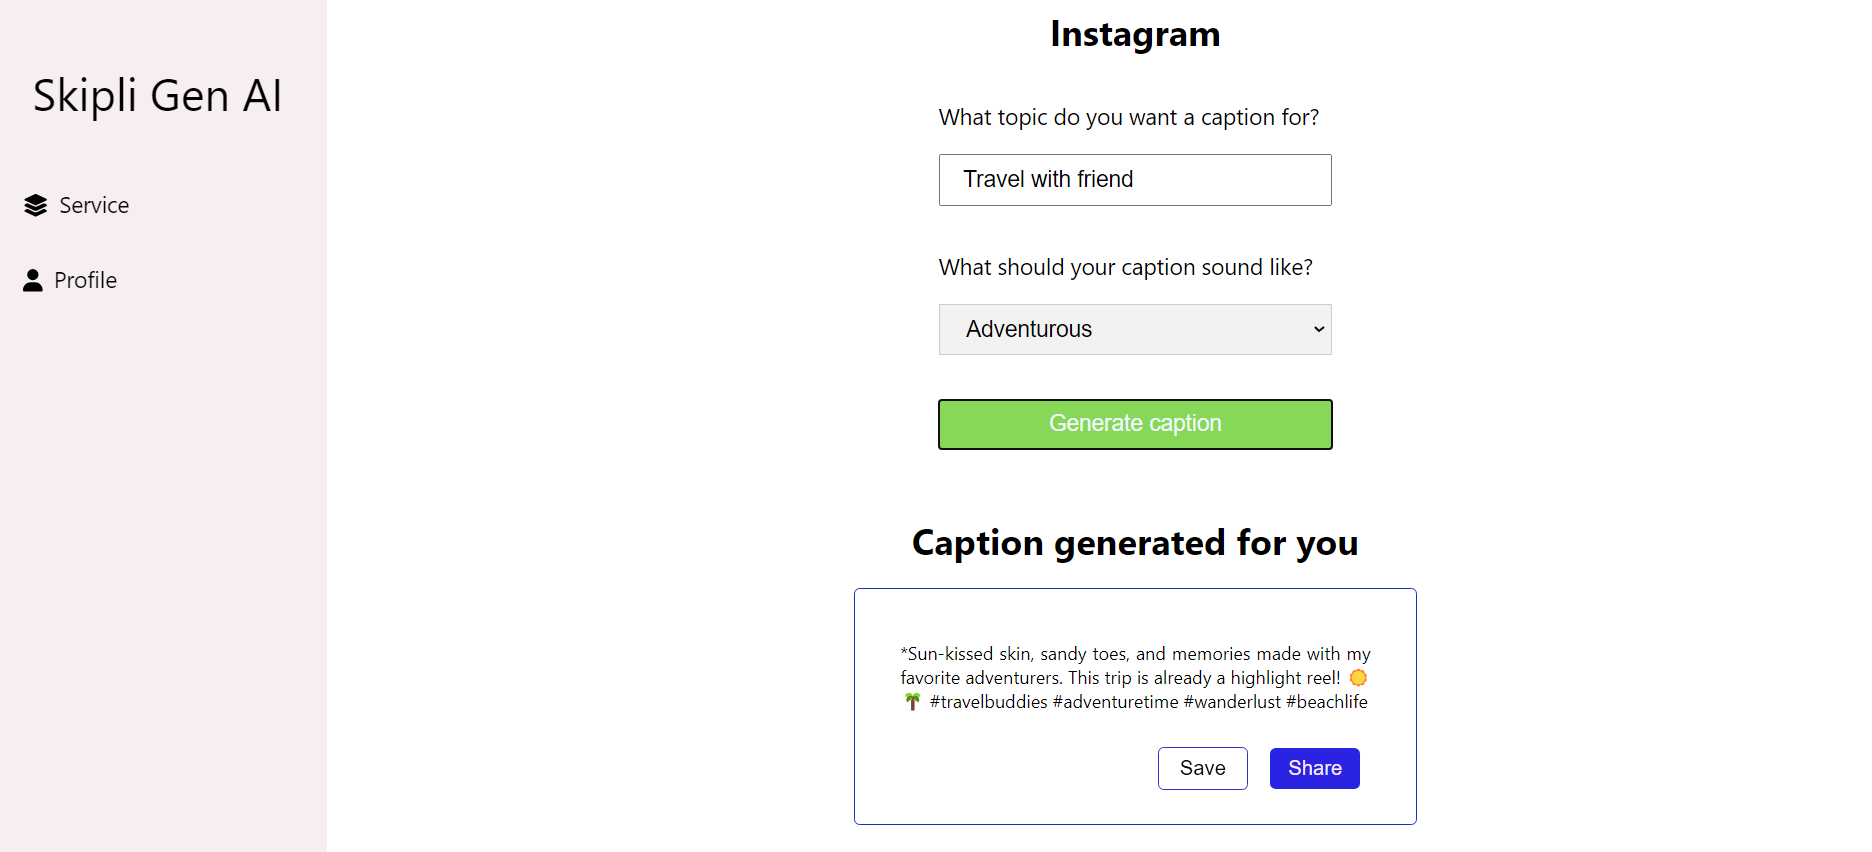 Skipli Gen AI
Service
Profile
Instagram
What topic do you want a caption for?
Travel with friend
What should your caption sound like?
Adventurous
Generate caption
Caption generated for you
*Sun-kissed skin, sandy toes, and memories made with my
favorite adventurers. This trip is already a highlight reel! ☀️
🌴 #travelbuddies #adventuretime #wanderlust #beachlife
Save
Share